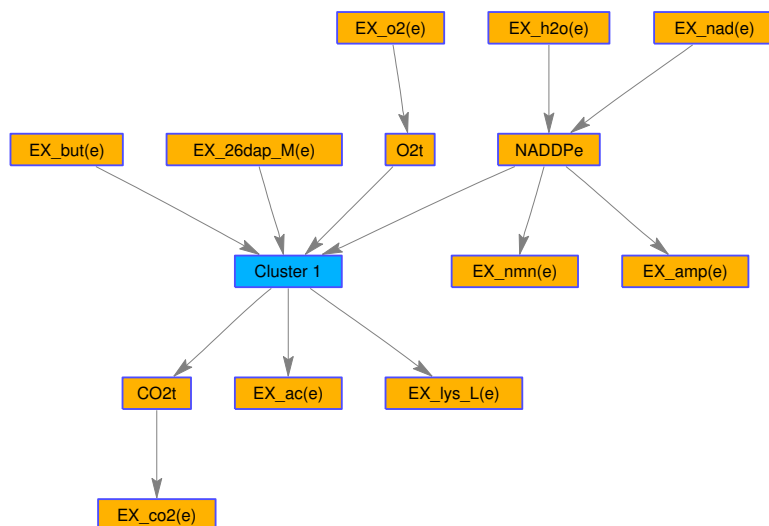 EX_o2(e)
EX_h2o(e)
EX_nad(e)
EX_but(e)
EX_26dap_M(e)
O2t
NADDPe
Cluster 1
EX_nmn(e)
EX_amp(e)
CO2t
EX_ac(e)
EX_lys_L(e)
EX_co2(e)